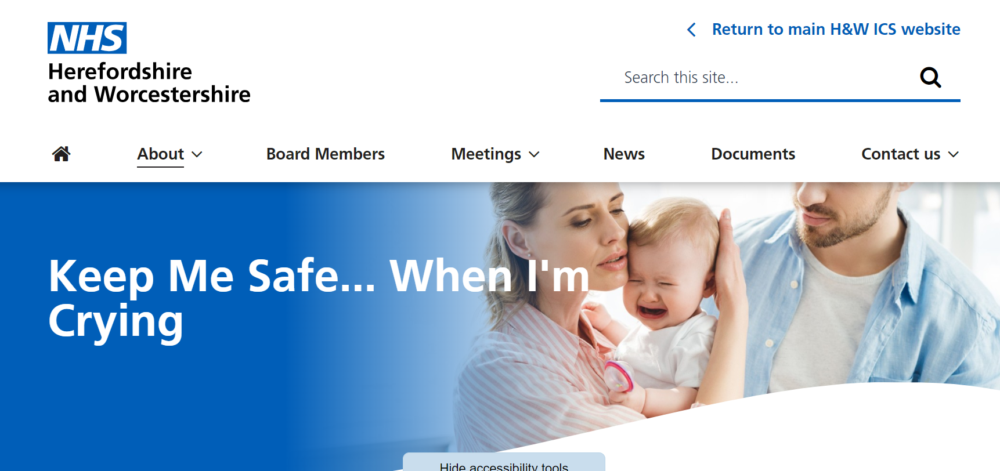 NHS
Herefordshire
and Worcestershire
Return to main H&W ICS website
Search this site...
About
Board Members
Meetings
News
Documents
Contact us
Keep Me Safe... When I'm
Crying
Hide accessibility tools